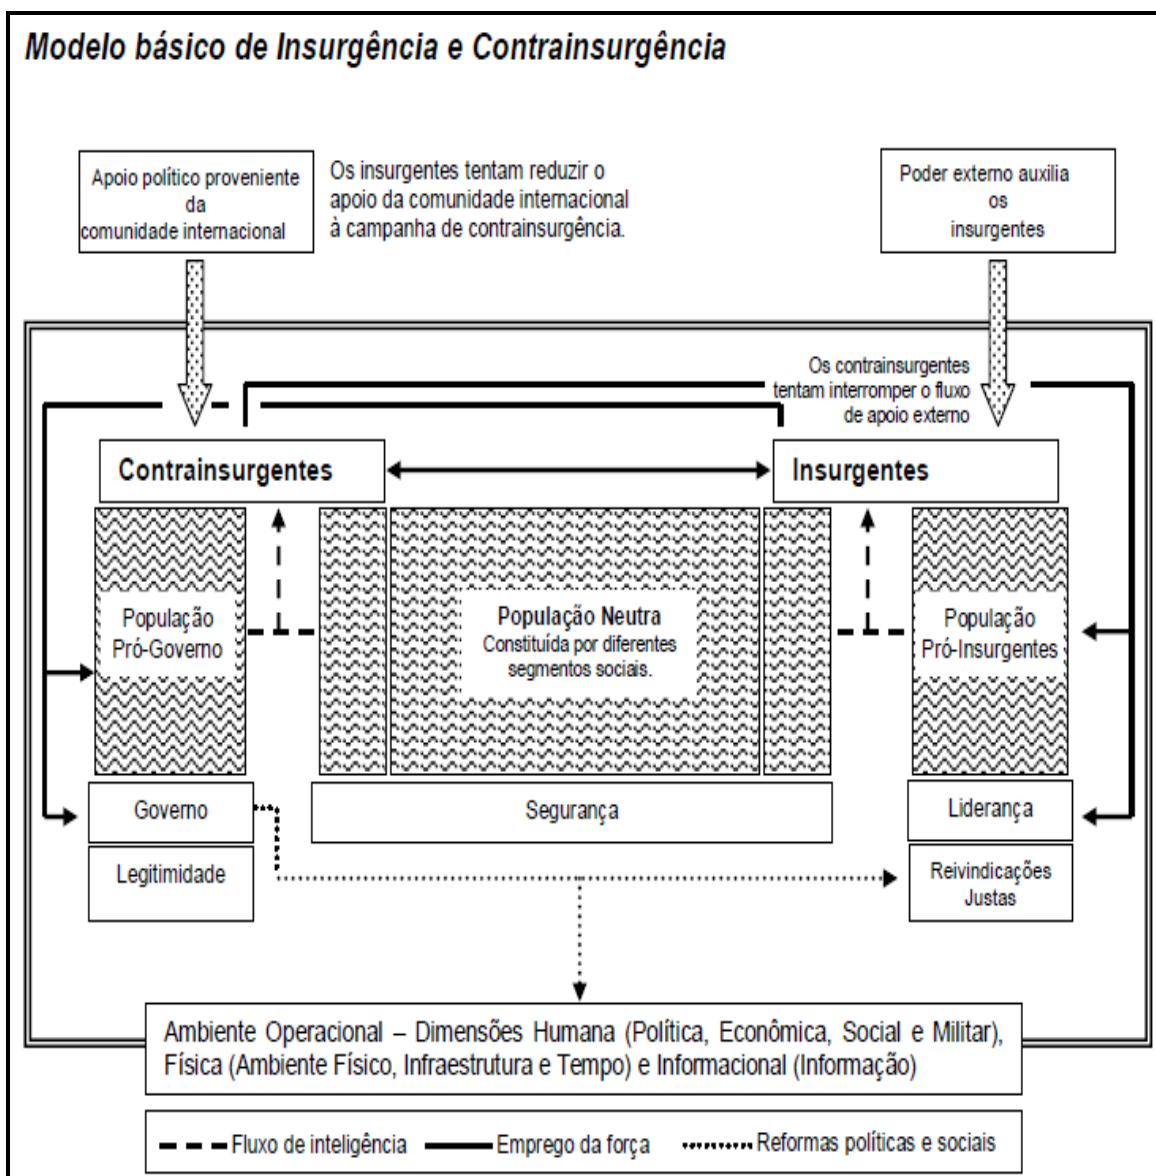 Modelo básico de Insurgência e Contrainsurgência
Apoio político proveniente
da
comunidade internacional
Os insurgentes tentam reduzir o
apoio da comunidade internacional
à campanha de contrainsurgência.
Poder externo auxilia
os
insurgentes
Os contrainsurgentes
tentam interromper o fluxo
de apoio externo
Contrainsurgentes
Insurgentes
População
Pró-Governo
População Neutra
Constituída por diferentes
segmentos sociais.
População
Pró-Insurgentes
Governo
Segurança
Liderança
Legitimidade
Reivindicações
Justas
Ambiente Operacional – Dimensões Humana (Política, Econômica, Social e Militar),
Física (Ambiente Físico, Infraestrutura e Tempo) e Informacional (Informação)
Fluxo de inteligência
Emprego da força
Reformas políticas e sociais